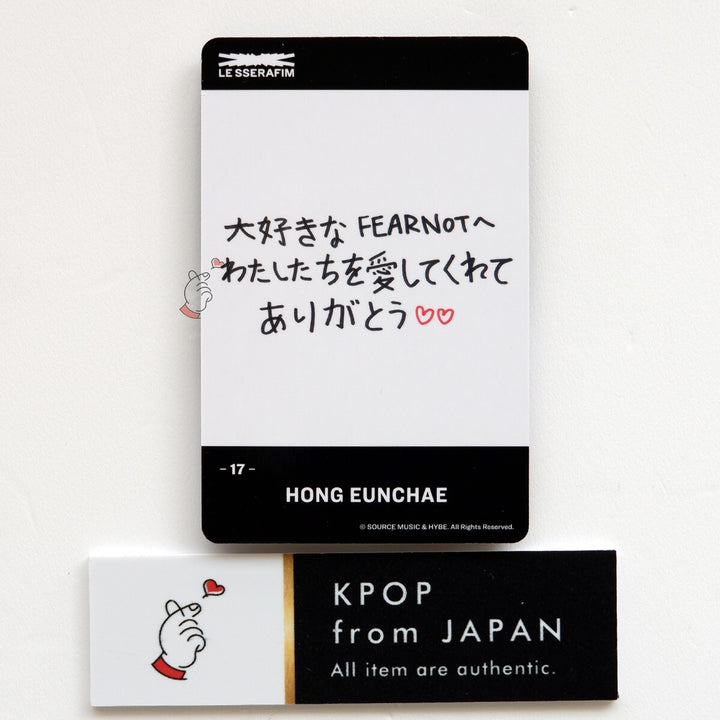 LE SSERAFIM
大好きな FEARNOTへ
わたしたちを愛してくれて
ありがとう♡♡
- 17 -
HONG EUNCHAE
© SOURCE MUSIC & HYBE. All Rights Reserved.
KPOP
from JAPAN
All item are authentic.